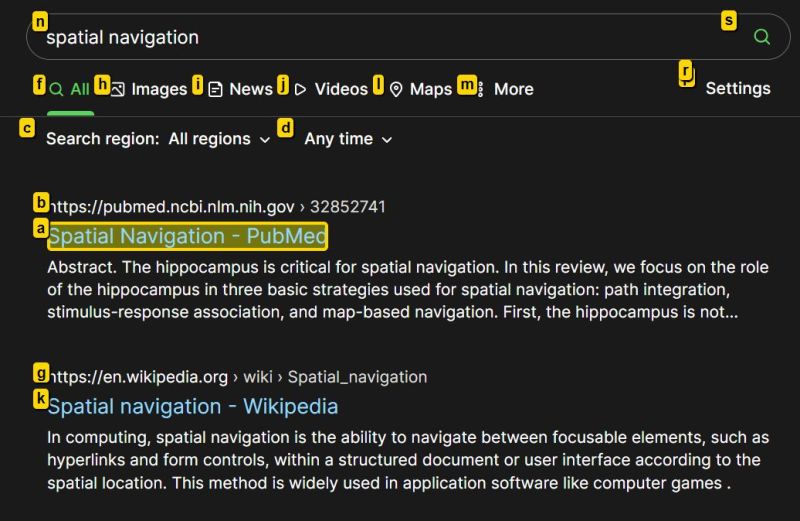 n s
spatial navigation
f All h Images i News j Videos l Maps m More r Settings
c Search region: All regions d Any time
b https://pubmed.ncbi.nlm.nih.gov › 32852741
a Spatial Navigation - PubMed
Abstract. The hippocampus is critical for spatial navigation. In this review, we focus on the role
of the hippocampus in three basic strategies used for spatial navigation: path integration,
stimulus-response association, and map-based navigation. First, the hippocampus is not...
g https://en.wikipedia.org › wiki › Spatial_navigation
k Spatial navigation - Wikipedia
In computing, spatial navigation is the ability to navigate between focusable elements, such as
hyperlinks and form controls, within a structured document or user interface according to the
spatial location. This method is widely used in application software like computer games .